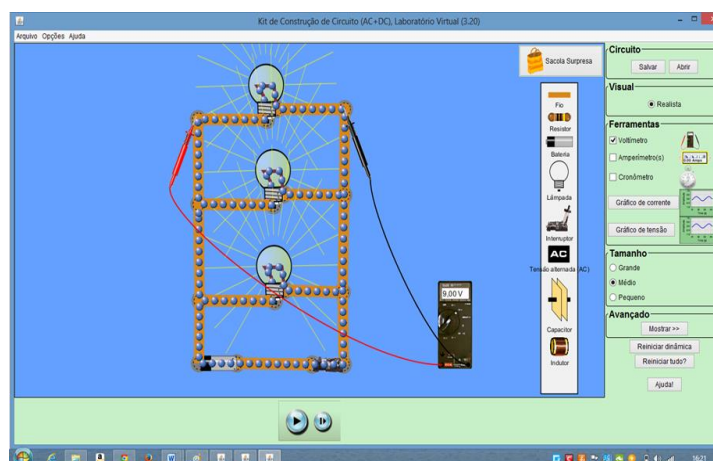 Kit de Construção de Circuito (AC+DC), Laboratório Virtual (3.20)
Arquivo Opções Ajuda
Sacola Surpresa
Fio
Resistor
Bateria
Lâmpada
Interruptor
AC
Tensão alternada (AC)
Capacitor
Indutor
9,00 V
Circuito
Salvar Abrir
Visual
Realista
Ferramentas
Voltímetro
Amperímetro(s)
Cronômetro
Gráfico de corrente
Gráfico de tensão
Tamanho
Grande
Médio
Pequeno
Avançado
Mostrar >>
Reiniciar dinâmica
Reiniciar tudo?
Ajuda!
16:21